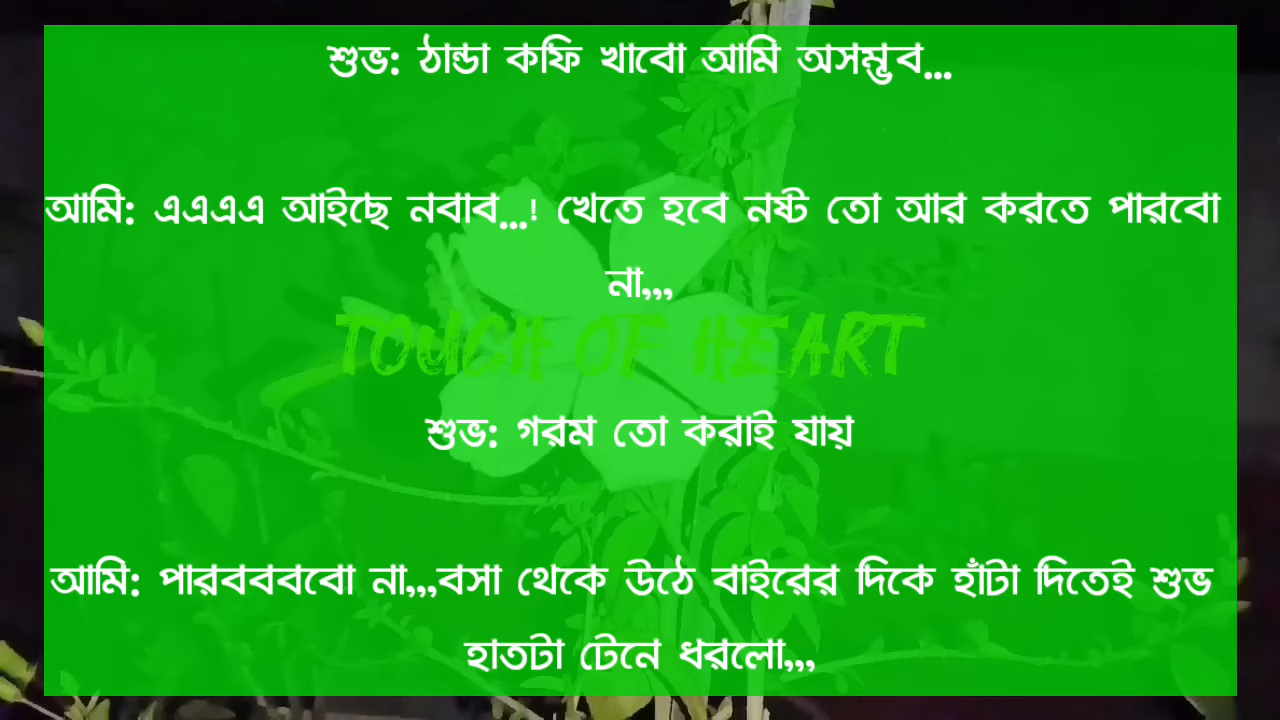 শুভ: ঠান্ডা কফি খাবো আমি অসম্ভব...
আমি: এএএএ আইছে নবাব...! খেতে হবে নষ্ট তো আর করতে পারবো
না,,,
TOUCH OF HEART
শুভ: গরম তো করাই যায়
আমি: পারববববো না,,,বসা থেকে উঠে বাইরের দিকে হাঁটা দিতেই শুভ
হাতটা টেনে ধরলো,,,